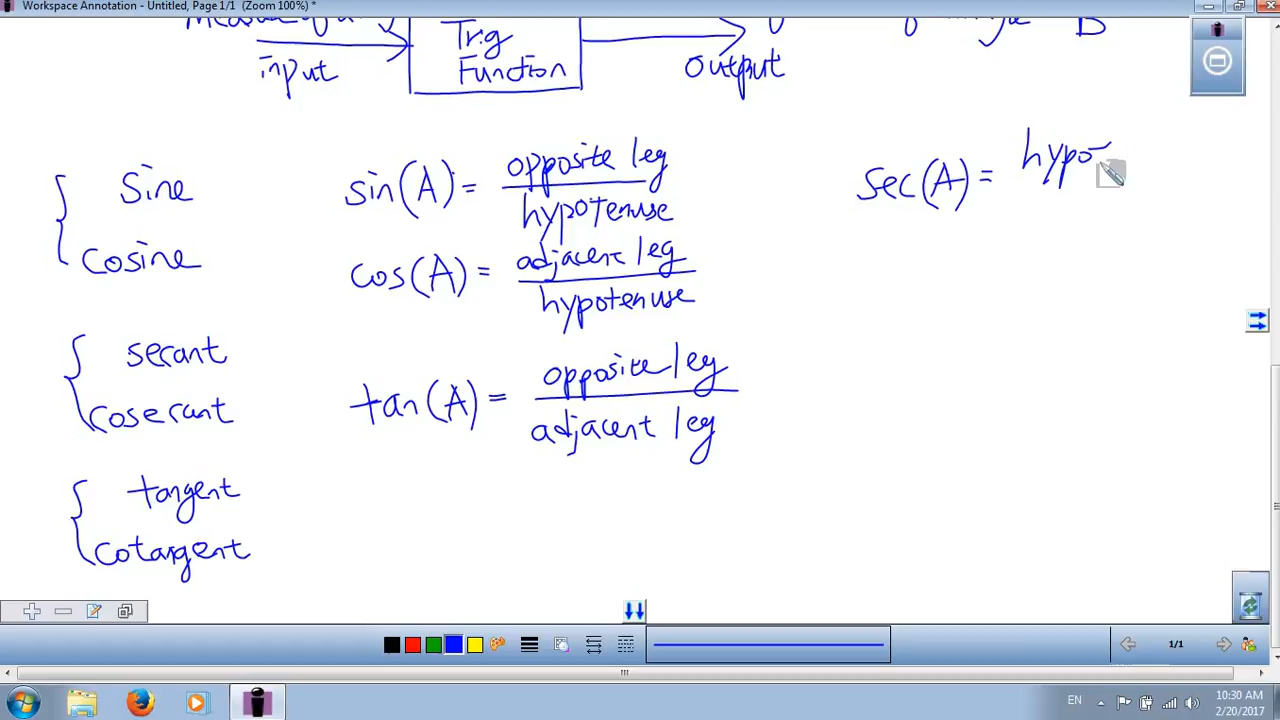 Workspace Annotation - Untitled, Page 1/1 (Zoom 100%) *
Trig
Function
input
output
B
Sine
Cosine
secant
cosecant
tangent
cotangent
sin(A) = opposite leg
hypotenuse
cos(A) = adjacent leg
hypotenuse
tan(A) = opposite leg
adjacent leg
sec(A) = hypot
1/1
EN
10:30 AM
2/20/2017